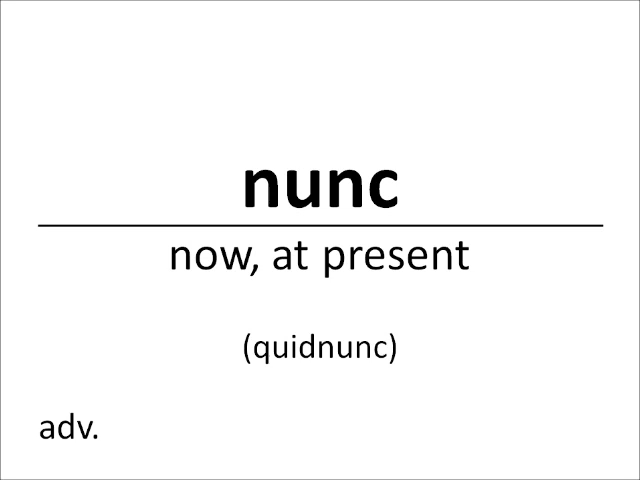 nunc
now, at present
(quidnunc)
adv.